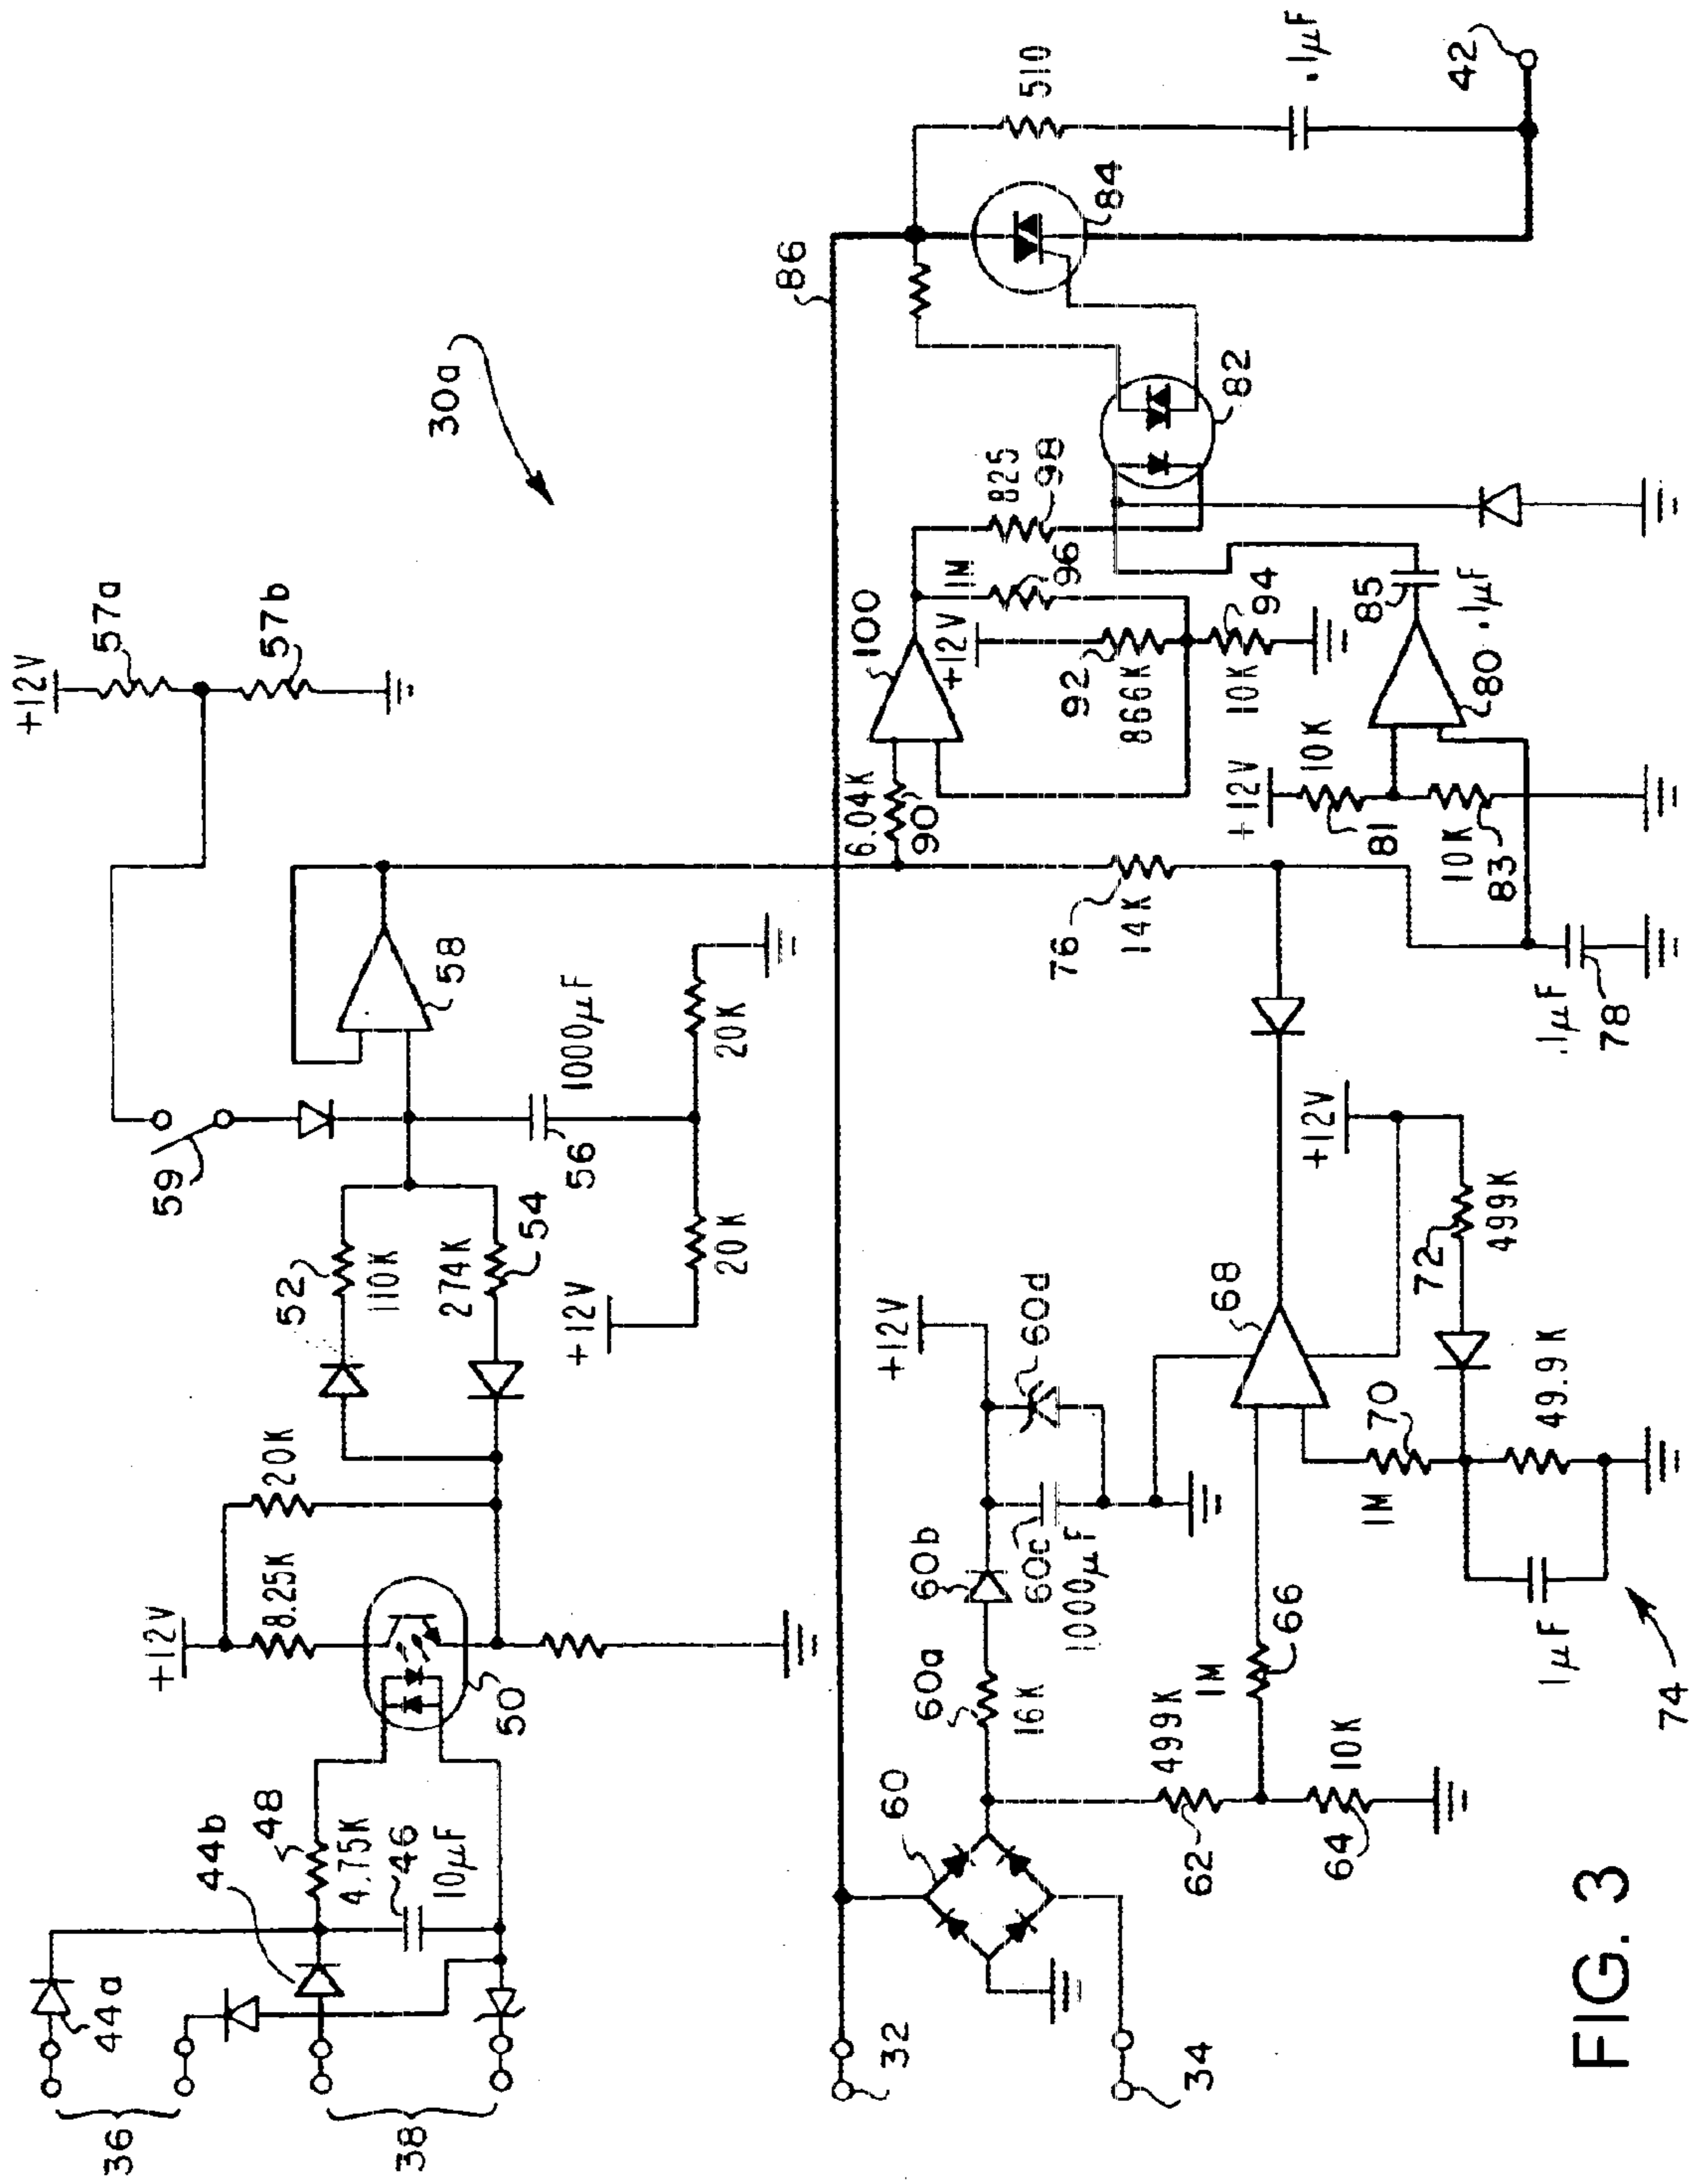 30a
+12V
57a
57b
59
58
1000µF
56
20K
20K
+12V
52
110K
274K
54
20K
+12V
8.25K
50
44b
48
4.75K
46
10µF
44a
36
38
86
510
.1µF
42
84
82
825
98
1M
96
100
+12V
92
866K
94
10K
85
.1µF
80
6.04K
90
+12V
10K
81
10K
83
76
14K
.1µF
78
+12V
60d
68
+12V
72
499K
60b
60c
1000µF
70
49.9K
1M
60a
16K
66
1M
1µF
74
60
499K
62
10K
64
32
34
FIG. 3